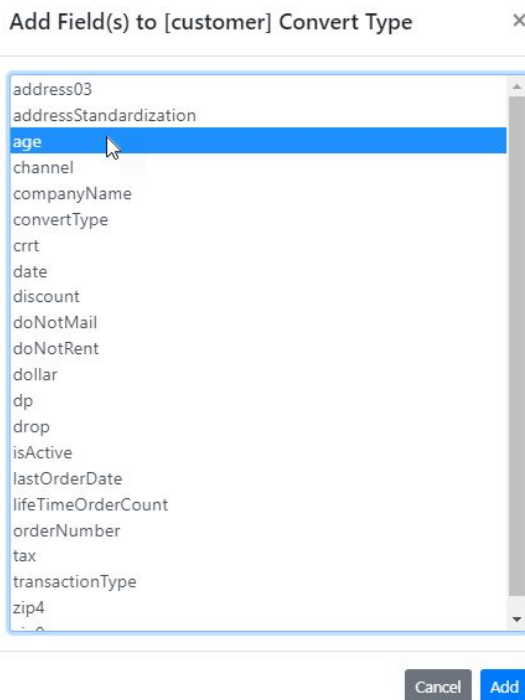 Add Field(s) to [customer] Convert Type
address03
addressStandardization
age
channel
companyName
convertType
crrt
date
discount
doNotMail
doNotRent
dollar
dp
drop
isActive
lastOrderDate
lifeTimeOrderCount
orderNumber
tax
transactionType
zip4
Cancel Add